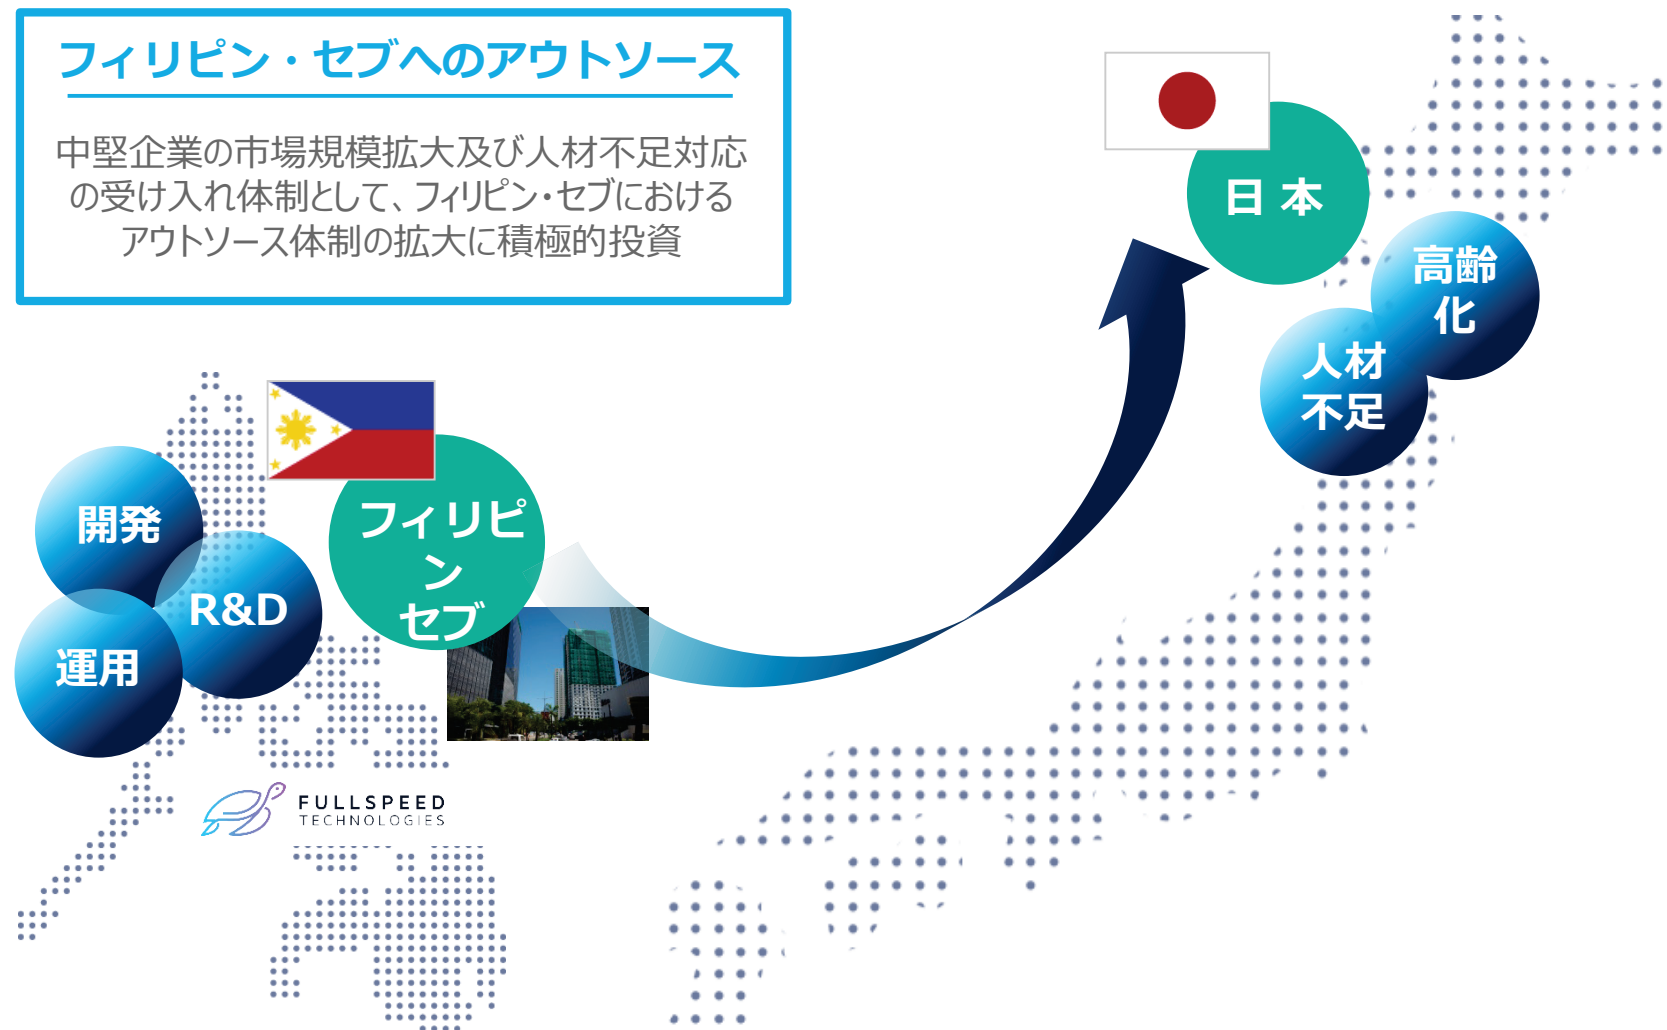 フィリピン・セブへのアウトソース
中堅企業の市場規模拡大及び人材不足対応
の受け入れ体制として、フィリピン・セブにおける
アウトソース体制の拡大に積極的投資
日 本
高齢
化
人材
不足
フィリピ
ン
セブ
開発
R&D
運用
FULLSPEED
TECHNOLOGIES